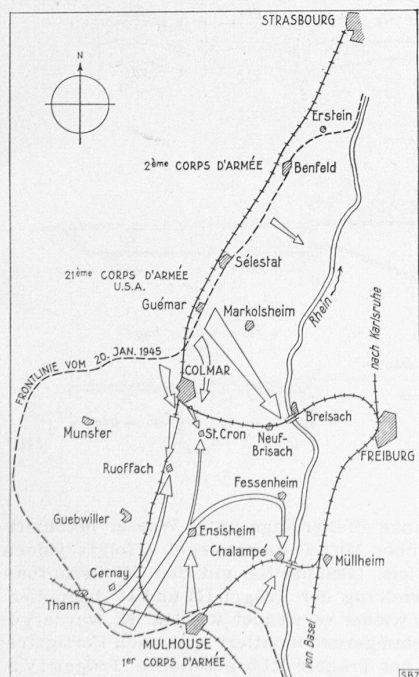 STRASBOURG
N
Erstein
2ème CORPS D'ARMÉE
Benfeld
21ème CORPS D'ARMÉE
U.S.A.
Sélestat
Guémar
Markolsheim
Rhein
nach Karlsruhe
FRONTLINIE VOM 20. JAN. 1945
COLMAR
Munster
St.Cron
Neuf-
Brisach
Breisach
FREIBURG
Ruoffach
Fessenheim
Guebwiller
Ensisheim
Chalampé
Müllheim
Cernay
Thann
von Basel
MULHOUSE
1er CORPS D'ARMÉE
SBZ